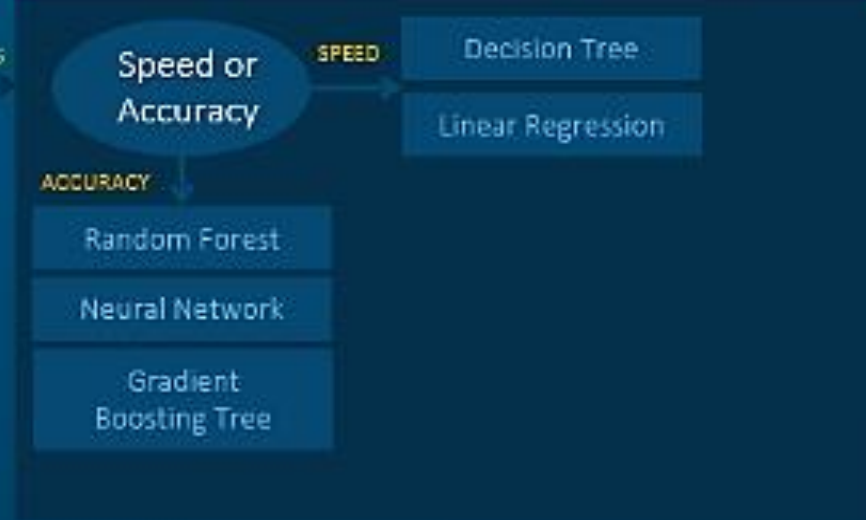 Speed or
Accuracy
SPEED
Decision Tree
Linear Regression
ACCURACY
Random Forest
Neural Network
Gradient
Boosting Tree